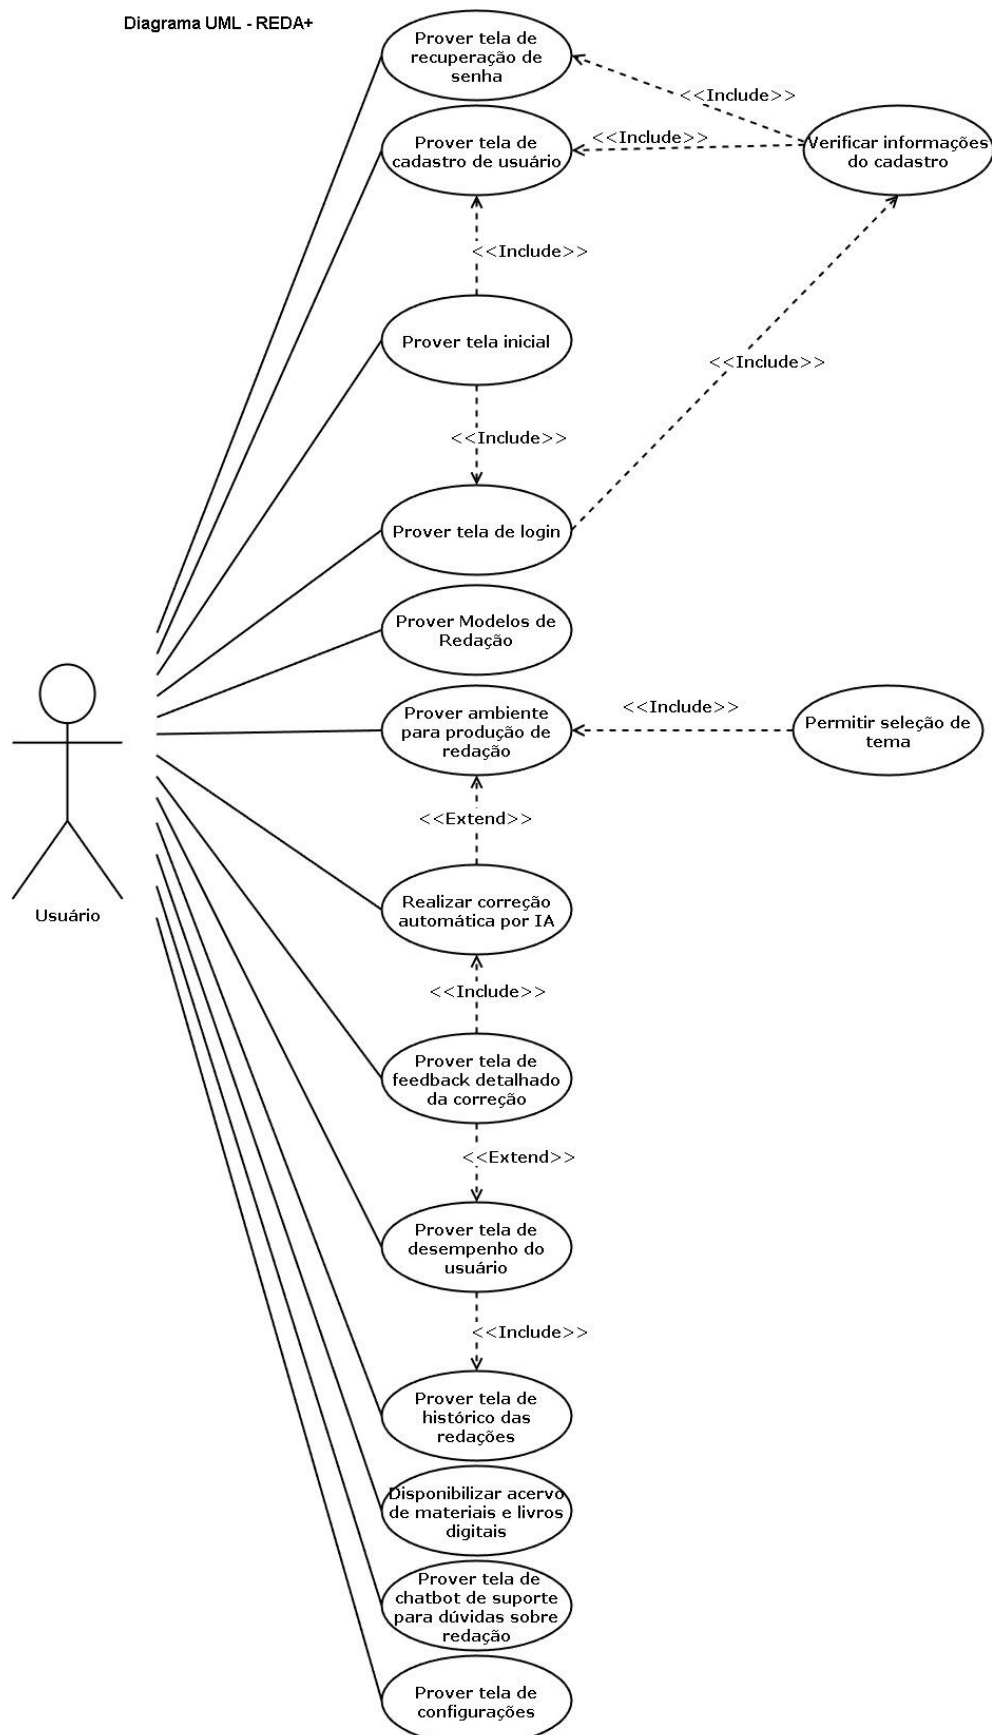 Diagrama UML - REDA+
Prover tela de
recuperação de
senha
<<Include>>
Prover tela de
cadastro de usuário
<<Include>>
Verificar informações
do cadastro
<<Include>>
Prover tela inicial
<<Include>>
<<Include>>
Prover tela de login
Prover Modelos de
Redação
Prover ambiente
para produção de
redação
<<Include>>
Permitir seleção de
tema
<<Extend>>
Realizar correção
automática por IA
Usuário
<<Include>>
Prover tela de
feedback detalhado
da correção
<<Extend>>
Prover tela de
desempenho do
usuário
<<Include>>
Prover tela de
histórico das
redações
Disponibilizar acervo
de materiais e livros
digitais
Prover tela de
chatbot de suporte
para dúvidas sobre
redação
Prover tela de
configurações